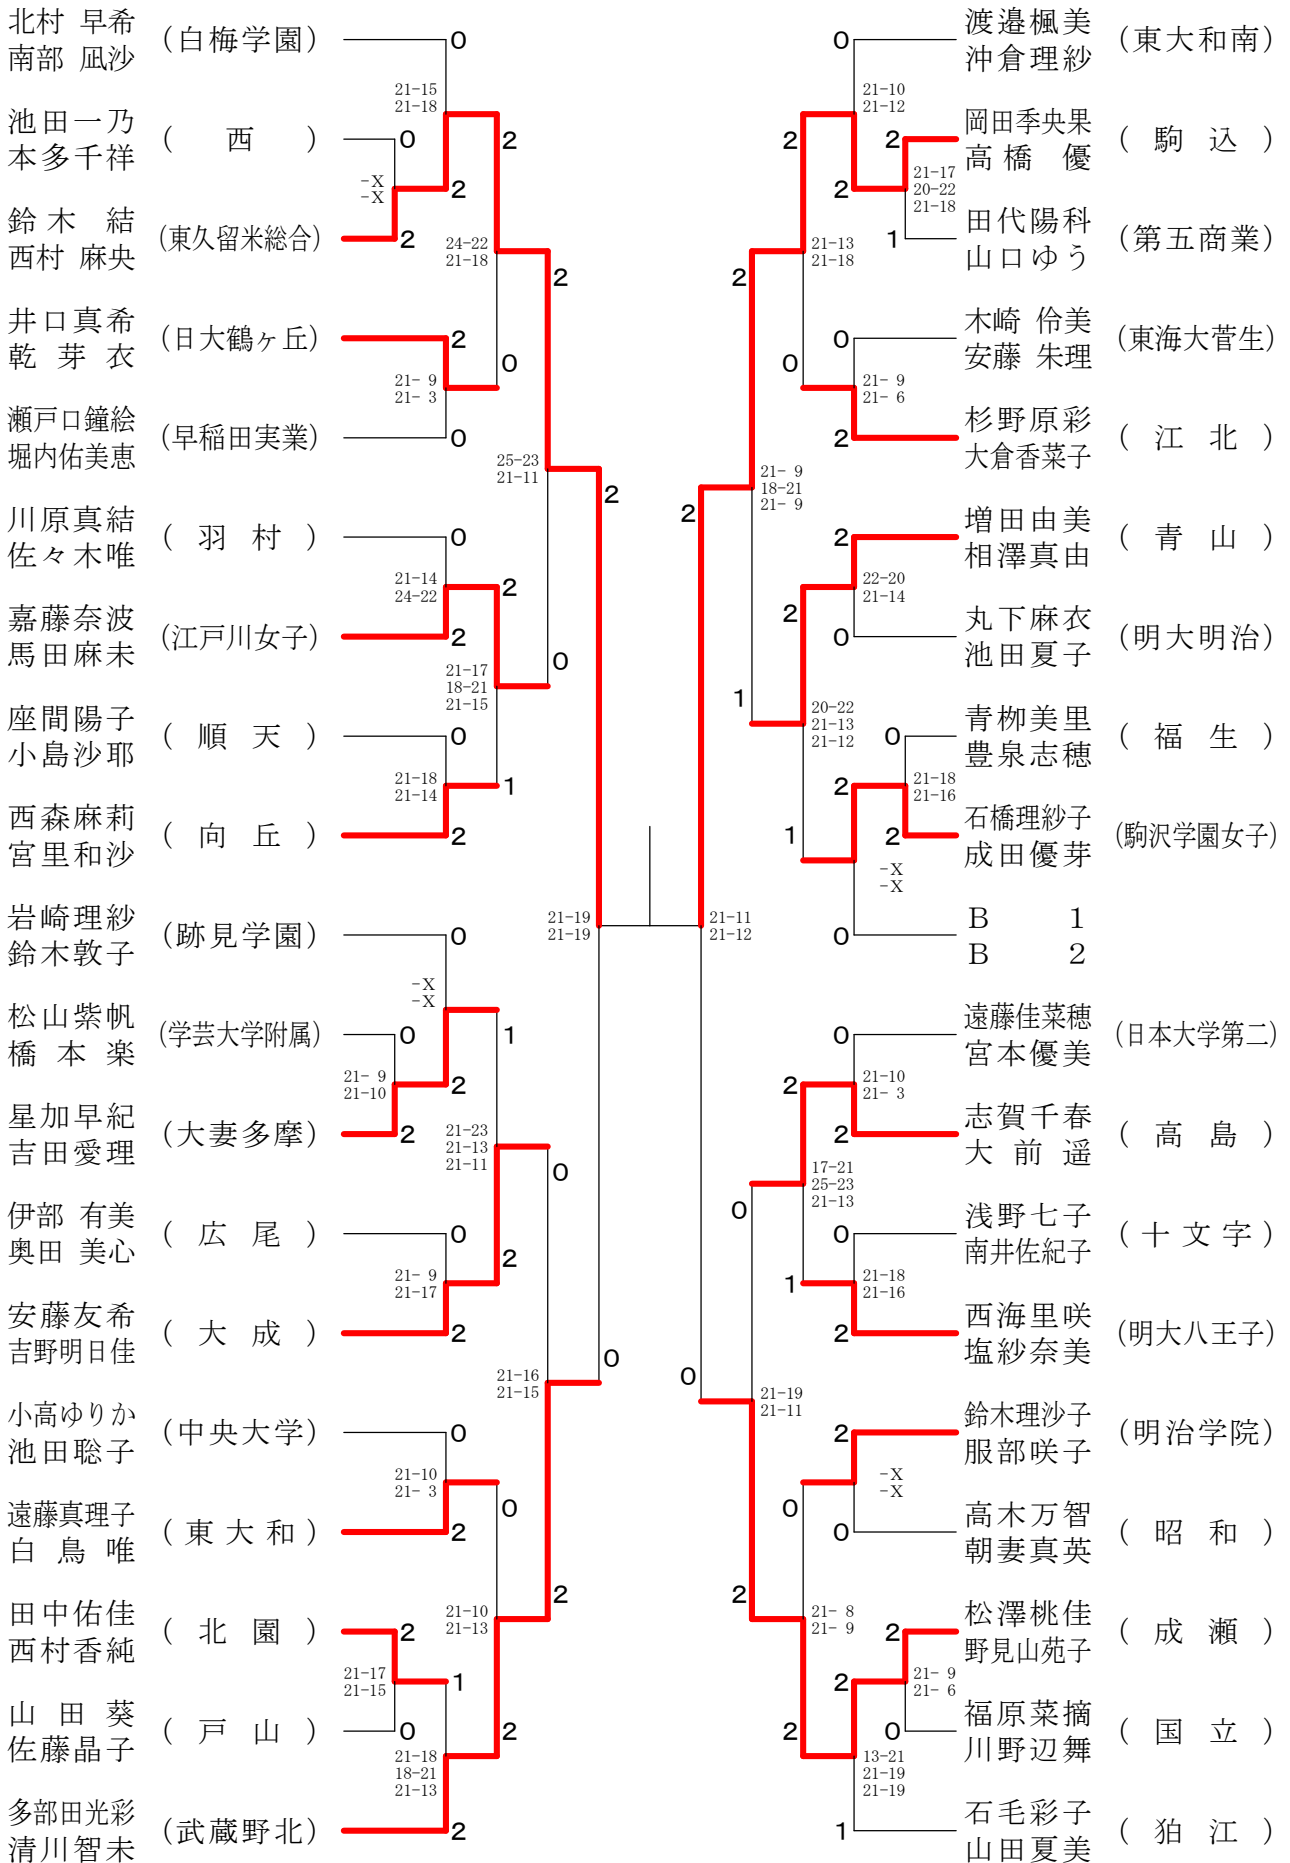 北村 早希
南部 凪沙
(白梅学園)
0
21-15
21-18
2
池田一乃
本多千祥
( 西 )
0
-X
-X
2
鈴木 結
西村 麻央
(東久留米総合)
2
24-22
21-18
2
井口真希
乾 芽 衣
(日大鶴ヶ丘)
2
0
21- 9
21- 3
瀬戸口鐘絵
堀内佑美恵
(早稲田実業)
0
25-23
21-11
2
川原真結
佐々木唯
( 羽 村 )
0
21-14
24-22
2
嘉藤奈波
馬田麻未
(江戸川女子)
2
21-17
18-21
21-15
0
座間陽子
小島沙耶
( 順 天 )
0
21-18
21-14
1
西森麻莉
宮里和沙
( 向 丘 )
2
岩崎理紗
鈴木敦子
(跡見学園)
0
21-19
21-19
-X
-X
1
松山紫帆
橋 本 楽
(学芸大学附属)
0
21- 9
21-10
2
星加早紀
吉田愛理
(大妻多摩)
2
21-23
21-13
21-11
0
伊部 有美
奥田 美心
( 広 尾 )
0
2
21- 9
21-17
安藤友希
吉野明日佳
( 大 成 )
2
0
21-16
21-15
小高ゆりか
池田聡子
(中央大学)
0
21-10
21- 3
0
遠藤真理子
白 鳥 唯
( 東 大 和 )
2
2
田中佑佳
西村香純
( 北 園 )
2
21-10
21-13
21-17
21-15
1
山 田 葵
佐藤晶子
( 戸 山 )
0
2
21-18
18-21
21-13
多部田光彩
清川智未
(武蔵野北)
2
渡邉楓美
沖倉理紗
(東大和南)
0
21-10
21-12
2
岡田季央果
高 橋 優
( 駒 込 )
2
21-17
20-22
21-18
2
田代陽科
山口ゆう
(第五商業)
1
21-13
21-18
2
木崎 伶美
安藤 朱理
(東海大菅生)
0
0
21- 9
21- 6
杉野原彩
大倉香菜子
( 江 北 )
2
21- 9
18-21
21- 9
2
増田由美
相澤真由
( 青 山 )
2
22-20
21-14
2
丸下麻衣
池田夏子
(明大明治)
0
1
20-22
21-13
21-12
青栁美里
豊泉志穂
( 福 生 )
0
21-18
21-16
2
石橋理紗子
成田優芽
(駒沢学園女子)
2
1
-X
-X
B 1
B 2
0
21-11
21-12
遠藤佳菜穂
宮本優美
(日本大学第二)
0
2
21-10
21- 3
志賀千春
大 前 遥
( 高 島 )
2
17-21
25-23
21-13
0
浅野七子
南井佐紀子
( 十 文 字 )
0
1
21-18
21-16
西海里咲
塩紗奈美
(明大八王子)
2
0
21-19
21-11
鈴木理沙子
服部咲子
(明治学院)
2
-X
-X
0
高木万智
朝妻真英
( 昭 和 )
0
2
21- 8
21- 9
松澤桃佳
野見山苑子
( 成 瀬 )
2
21- 9
21- 6
2
福原菜摘
川野辺舞
( 国 立 )
0
2
13-21
21-19
21-19
石毛彩子
山田夏美
( 狛 江 )
1